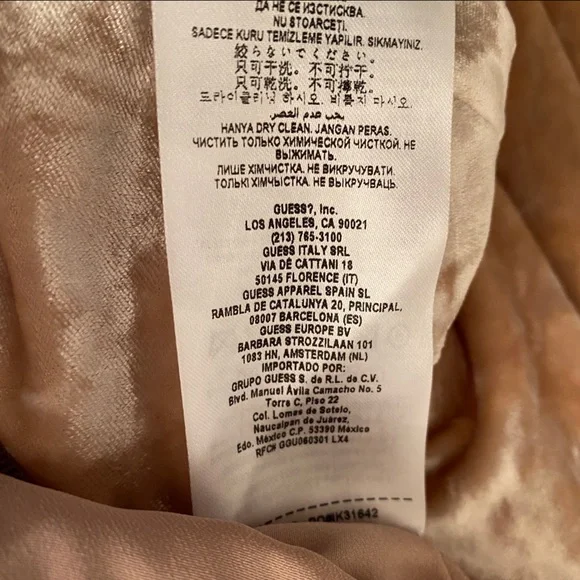 ДА НЕ СЕ ИЗСТИСКВА.
NU STOARCEȚI.
SADECE KURU TEMİZLEME YAPILIR. SIKMAYINIZ.
絞らないでください。
只可干洗。不可拧干。
只可乾洗。不可擰乾。
드라이클리닝 하시오. 비틀지 마시오.
يجب عدم العصر.
HANYA DRY CLEAN. JANGAN PERAS.
ЧИСТИТЬ ТОЛЬКО ХИМИЧЕСКОЙ ЧИСТКОЙ. НЕ
ВЫЖИМАТЬ.
ЛИШЕ ХІМЧИСТКА. НЕ ВИКРУЧУВАТИ.
ТОЛЬКІ ХІМЧЫСТКА. НЕ ВЫКРУЧВАЦЬ.
GUESS?, Inc.
LOS ANGELES, CA 90021
(213) 765-3100
GUESS ITALY SRL
VIA DE CATTANI 18
50145 FLORENCE (IT)
GUESS APPAREL SPAIN SL
RAMBLA DE CATALUNYA 20, PRINCIPAL,
08007 BARCELONA (ES)
GUESS EUROPE BV
BARBARA STROZZILAAN 101
1083 HN, AMSTERDAM (NL)
IMPORTADO POR:
GRUPO GUESS S. de R.L. de C.V.
Blvd. Manuel Ávila Camacho No. 5
Torre C, Piso 22
Col. Lomas de Sotelo,
Naucalpan de Juárez,
Edo. México C.P. 53390 México
RFC# GGU060301 LX4